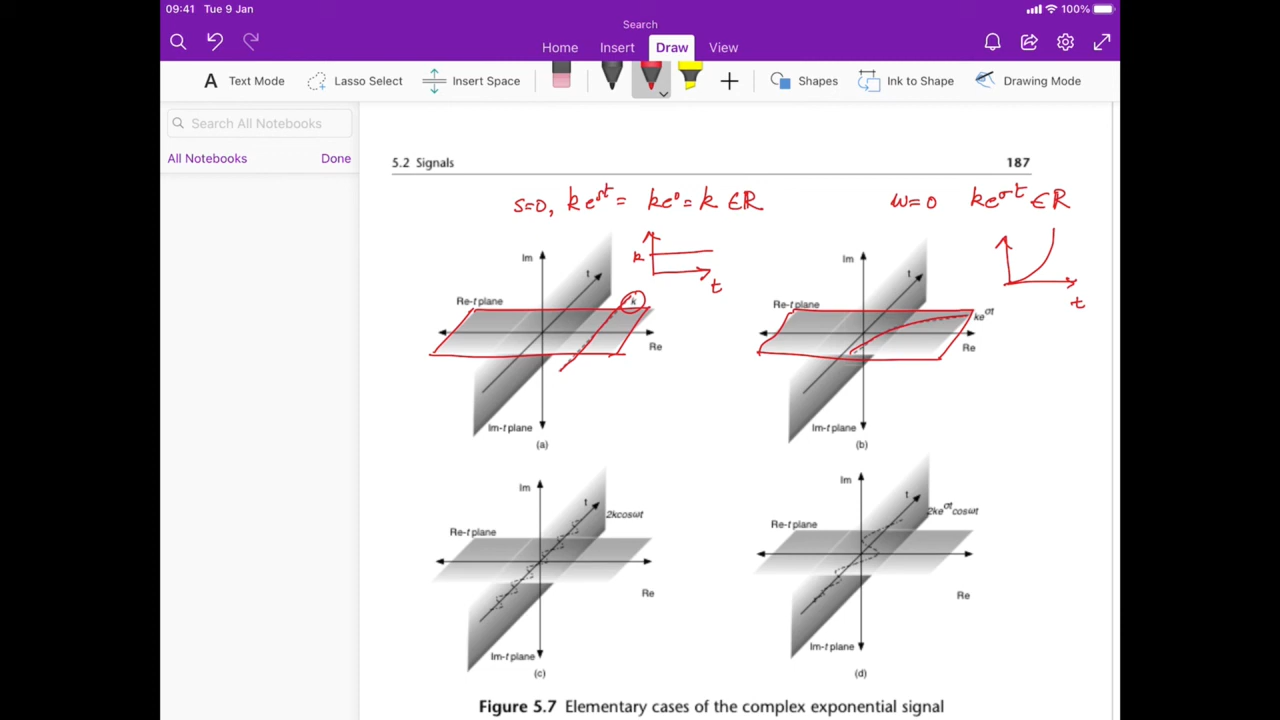 09:41 Tue 9 Jan
100%
Search
Home Insert Draw View
Text Mode Lasso Select Insert Space Shapes Ink to Shape Drawing Mode
Search All Notebooks
All Notebooks Done
5.2 Signals 187
s=0, ke^st = ke^0 = k ∈ℝ
ω=0 ke^σt ∈ℝ
k
t
t
Im
t
Re-t plane
k
Re
Im-t plane
(a)
Im
t
Re-t plane
ke^σt
Re
Im-t plane
(b)
Im
t
2kcosωt
Re-t plane
Re
Im-t plane
(c)
Im
t
2ke^σt cosωt
Re-t plane
Re
Im-t plane
(d)
Figure 5.7 Elementary cases of the complex exponential signal